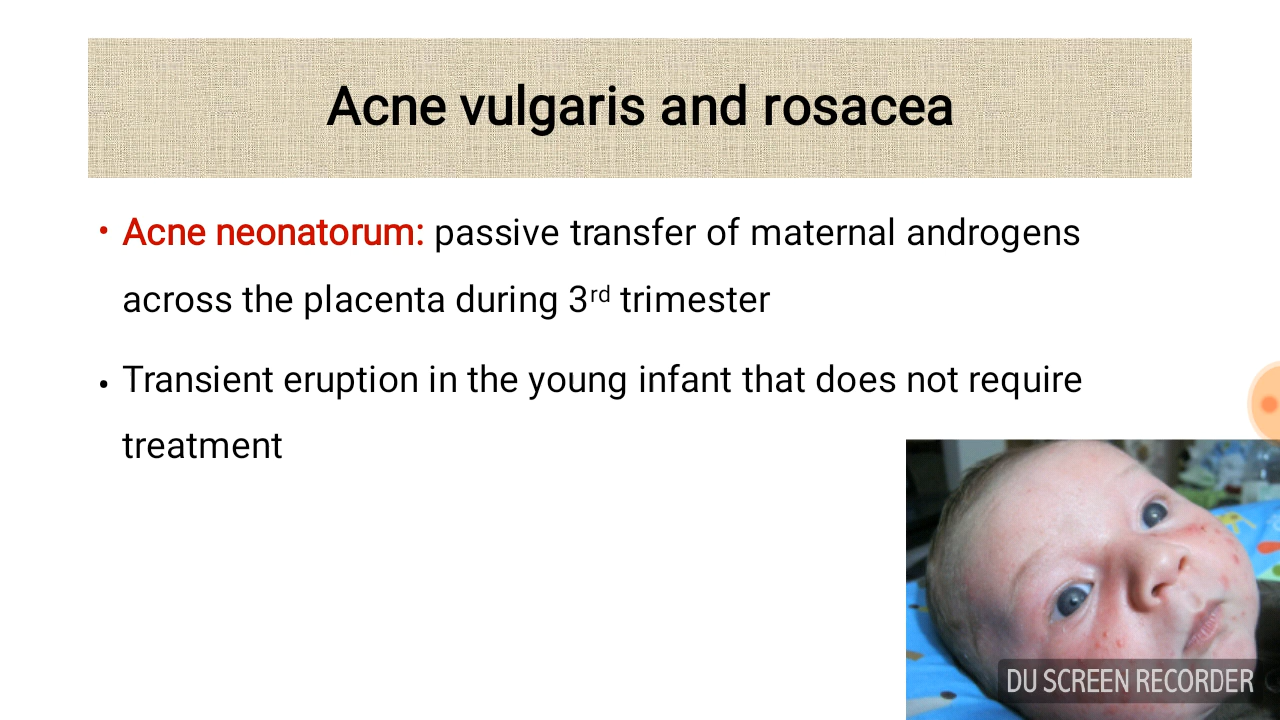 Acne vulgaris and rosacea
• Acne neonatorum: passive transfer of maternal androgens
across the placenta during 3rd trimester
• Transient eruption in the young infant that does not require
treatment
DU SCREEN RECORDER